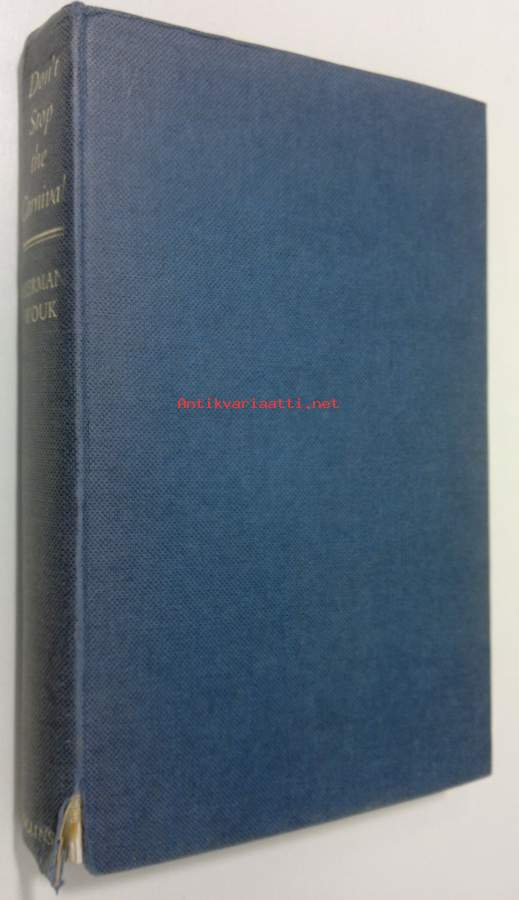 Don't
Stop
the
Carnival
HERMAN
WOUK
Antikvariaatti.net